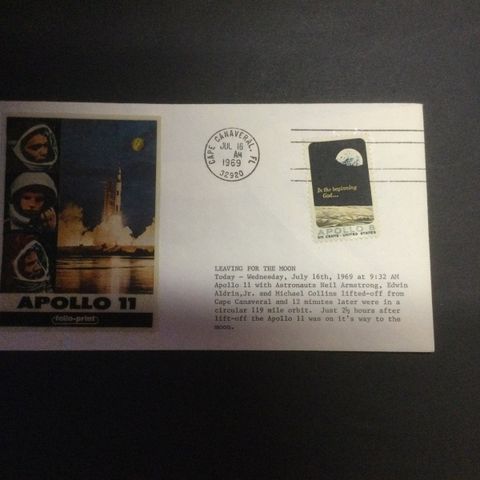 APOLLO 11
folio-print
CAPE CANAVERAL, FL
JUL 16
AM
1969
32920
In the beginning
God...
APOLLO 8
SIX CENTS · UNITED STATES
LEAVING FOR THE MOON
Today - Wednesday, July 16th, 1969 at 9:32 AM
Apollo 11 with Astronauts Neil Armstrong, Edwin
Aldrin,Jr. and Michael Collins lifted-off from
Cape Canaveral and 12 minutes later were in a
circular 119 mile orbit. Just 2½ hours after
lift-off the Apollo 11 was on it's way to the
moon.